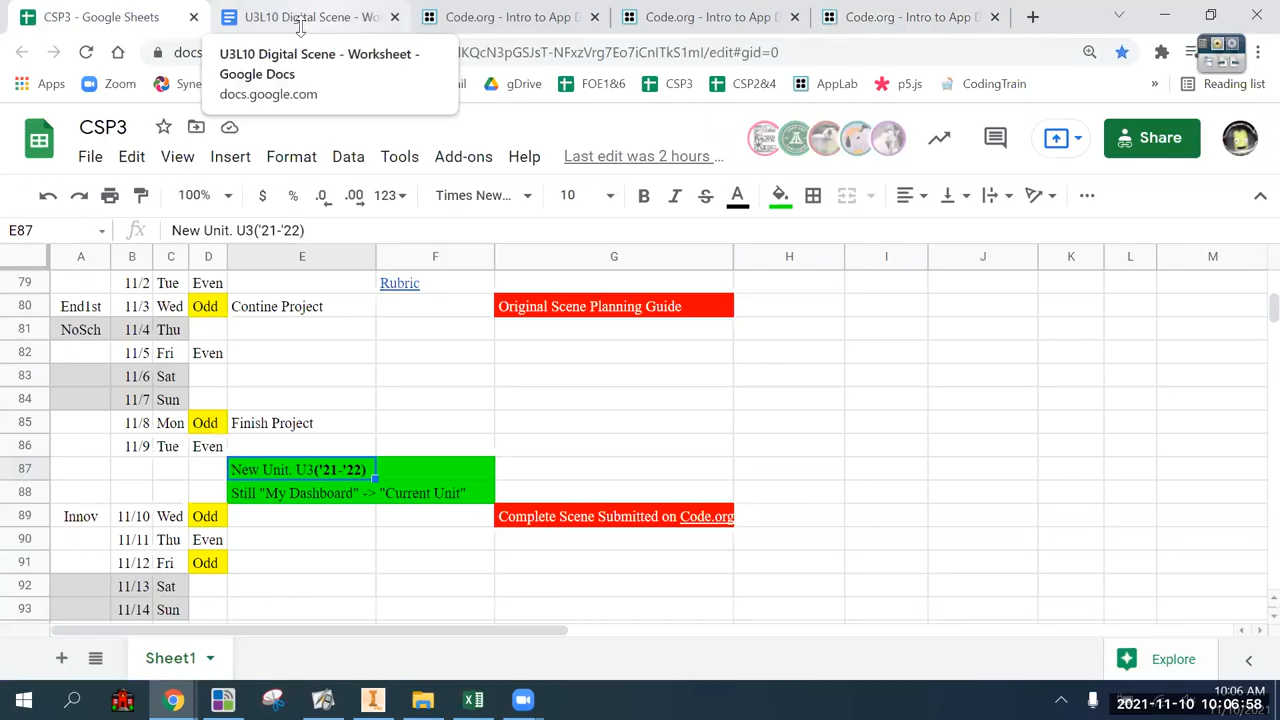 CSP3 - Google Sheets
U3L10 Digital Scene - Wo
Code.org - Intro to App D
Code.org - Intro to App D
Code.org - Intro to App D
docs
KQcN3pGSJsT-NFxzVrg7Eo7iCnITkS1mI/edit#gid=0
U3L10 Digital Scene - Worksheet -
Google Docs
docs.google.com
Apps
Zoom
Syne
gDrive
FOE1&6
CSP3
CSP2&4
AppLab
p5.js
CodingTrain
»
Reading list
CSP3
File Edit View Insert Format Data Tools Add-ons Help Last edit was 2 hours ...
Share
100% $ % .0 .00 123 Times New... 10 B I S A
E87 fx New Unit. U3('21-'22)
A B C D E F G H I J K L M
79 11/2 Tue Even Rubric
80 End1st 11/3 Wed Odd Contine Project Original Scene Planning Guide
81 NoSch 11/4 Thu
82 11/5 Fri Even
83 11/6 Sat
84 11/7 Sun
85 11/8 Mon Odd Finish Project
86 11/9 Tue Even
87 New Unit. U3('21-'22)
88 Still "My Dashboard" -> "Current Unit"
89 Innov 11/10 Wed Odd Complete Scene Submitted on Code.org
90 11/11 Thu Even
91 11/12 Fri Odd
92 11/13 Sat
93 11/14 Sun
Sheet1
Explore
10:06 AM
2021-11-10 10:06:58